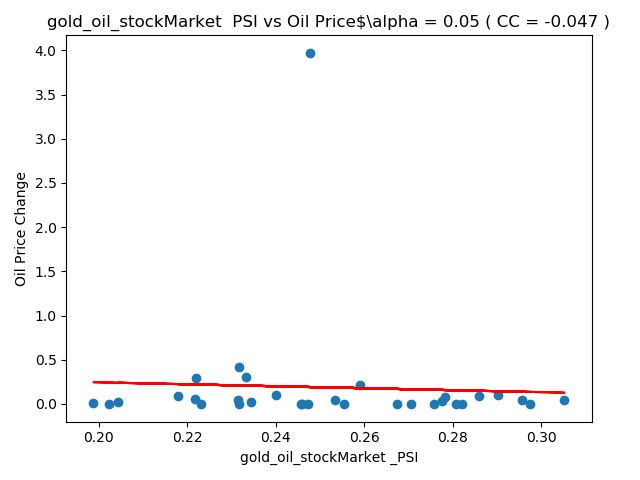 gold_oil_stockMarket  PSI vs Oil Price$\alpha = 0.05 ( CC = -0.047 )
4.0
3.5
3.0
2.5
2.0
1.5
1.0
0.5
0.0
Oil Price Change
0.20 0.22 0.24 0.26 0.28 0.30
gold_oil_stockMarket _PSI